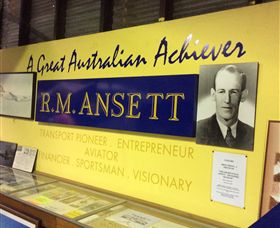 A Great Australian Achiever
R.M. ANSETT
TRANSPORT PIONEER . ENTREPRENEUR
AVIATOR
FINANCIER . SPORTSMAN . VISIONARY